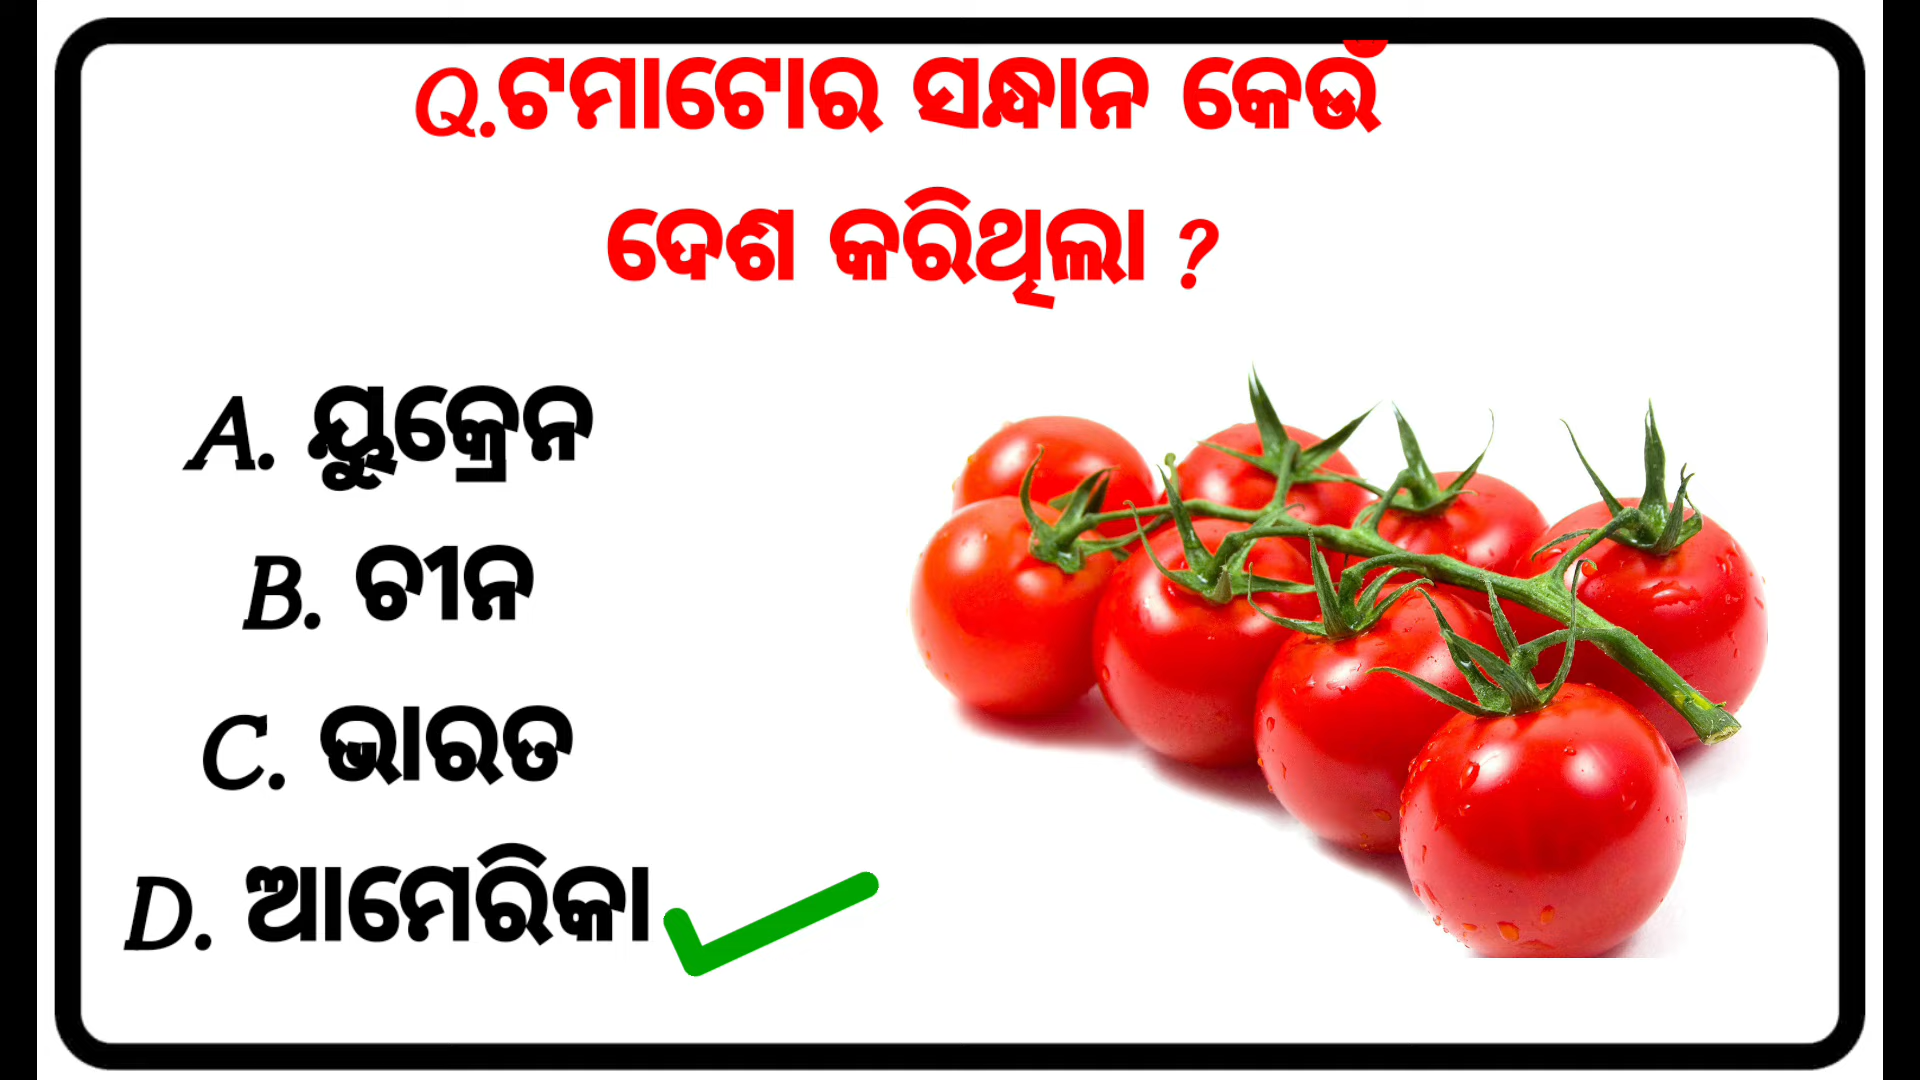 Q.ଟମାଟୋର ସନ୍ଧାନ କେଉଁ
ଦେଶ କରିଥିଲା ?
A. ୟୁକ୍ରେନ
B. ଚୀନ
C. ଭାରତ
D. ଆମେରିକା